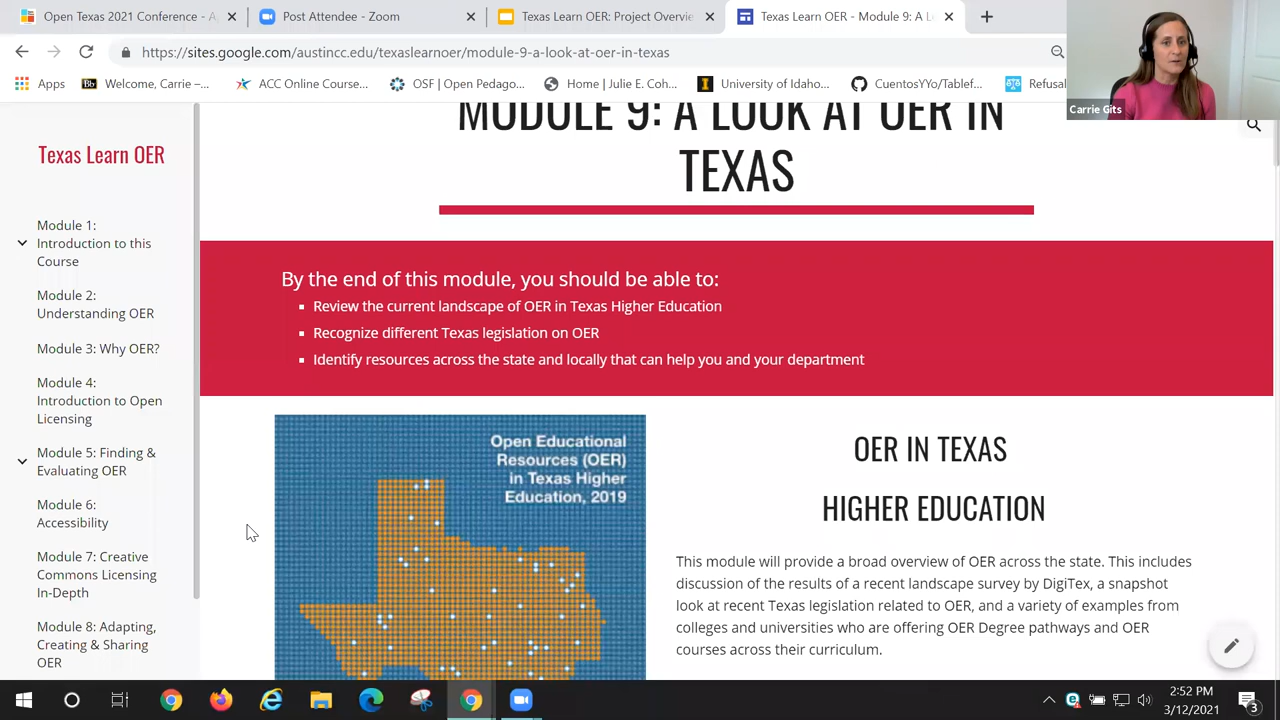 Open Texas 2021 Conference - A
Post Attendee - Zoom
Texas Learn OER: Project Overvie
Texas Learn OER - Module 9: A L
https://sites.google.com/austincc.edu/texaslearnoer/module-9-a-look-at-oer-in-texas
Apps
Welcome, Carrie –...
ACC Online Course...
OSF | Open Pedago...
Home | Julie E. Coh...
University of Idaho...
CuentosYYo/Tablef...
Refusal
Carrie Gits
Texas Learn OER
Module 1:
Introduction to this
Course
Module 2:
Understanding OER
Module 3: Why OER?
Module 4:
Introduction to Open
Licensing
Module 5: Finding &
Evaluating OER
Module 6:
Accessibility
Module 7: Creative
Commons Licensing
In-Depth
Module 8: Adapting,
Creating & Sharing
OER
MODULE 9: A LOOK AT OER IN
TEXAS
By the end of this module, you should be able to:
Review the current landscape of OER in Texas Higher Education
Recognize different Texas legislation on OER
Identify resources across the state and locally that can help you and your department
Open Educational
Resources (OER)
in Texas Higher
Education, 2019
OER IN TEXAS
HIGHER EDUCATION
This module will provide a broad overview of OER across the state. This includes
discussion of the results of a recent landscape survey by DigiTex, a snapshot
look at recent Texas legislation related to OER, and a variety of examples from
colleges and universities who are offering OER Degree pathways and OER
courses across their curriculum.
2:52 PM
3/12/2021
3